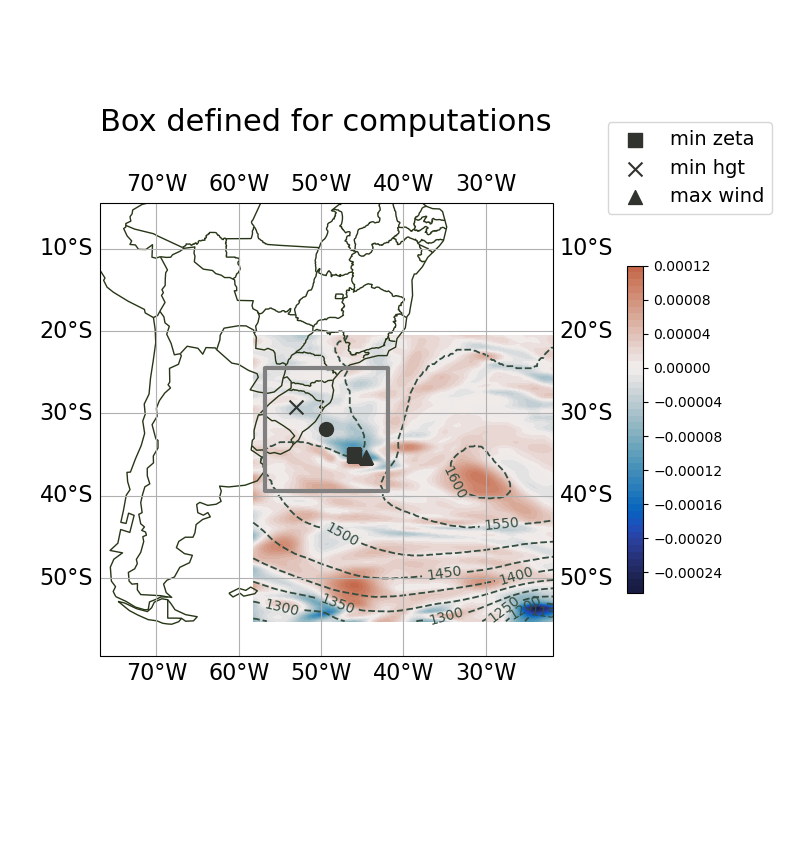 Box defined for computations
min zeta
min hgt
max wind
70°W 60°W 50°W 40°W 30°W
10°S 10°S
20°S 20°S
30°S 30°S
40°S 40°S
50°S 50°S
70°W 60°W 50°W 40°W 30°W
1600
1550
1500
1450
1400
1350
1300
1300
1250
1250
0.00012
0.00008
0.00004
0.00000
−0.00004
−0.00008
−0.00012
−0.00016
−0.00020
−0.00024